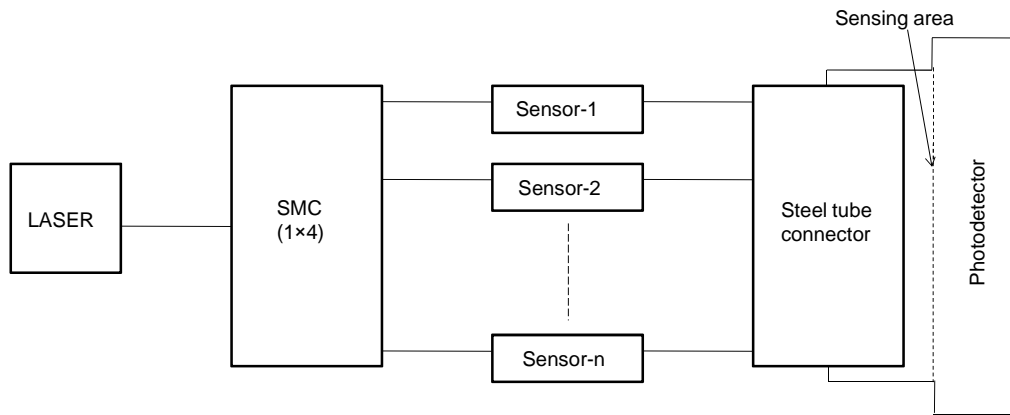 Sensing area
LASER
SMC
(1×4)
Sensor-1
Sensor-2
Sensor-n
Steel tube
connector
Photodetector